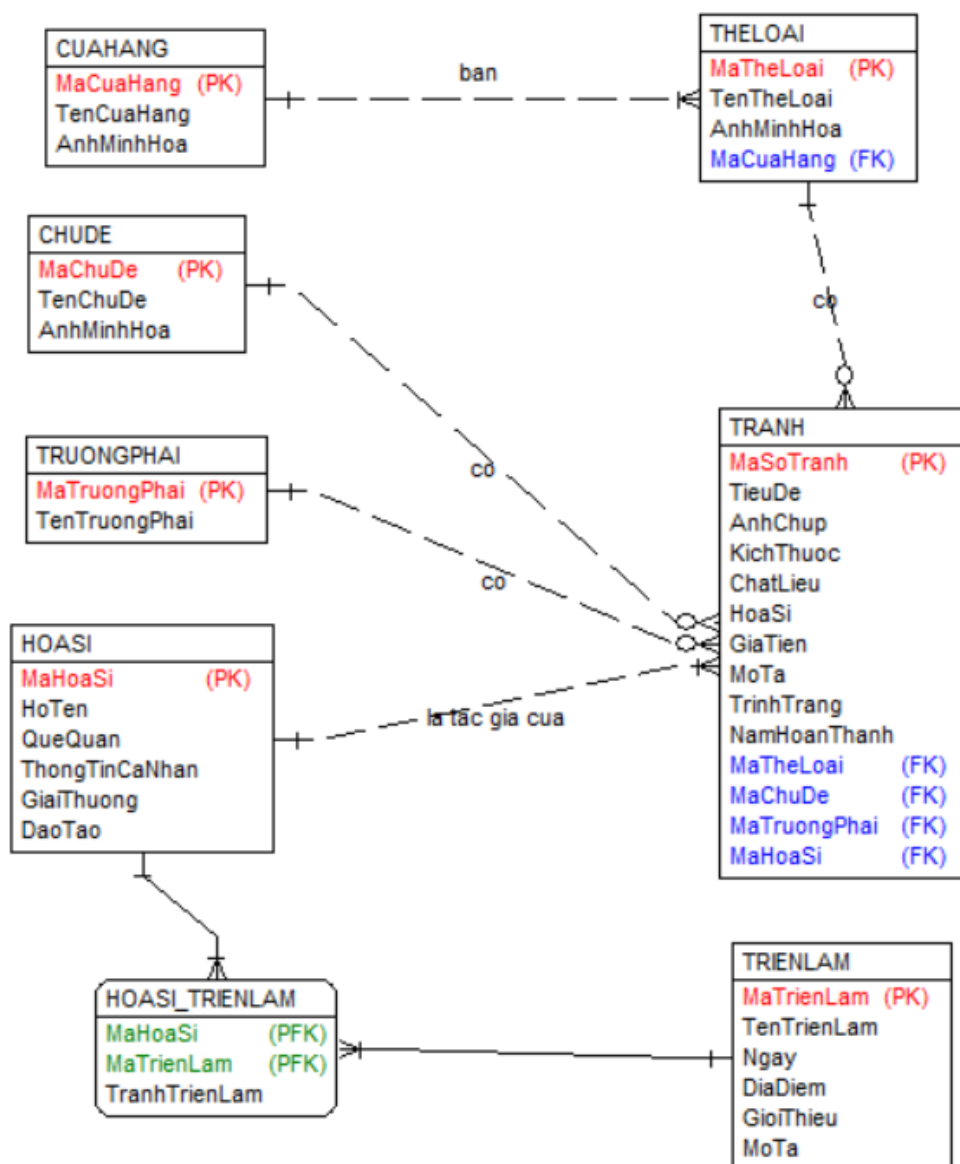 CUAHANG
MaCuaHang (PK)
TenCuaHang
AnhMinhHoa
ban
THELOAI
MaTheLoai (PK)
TenTheLoai
AnhMinhHoa
MaCuaHang (FK)
co
CHUDE
MaChuDe (PK)
TenChuDe
AnhMinhHoa
co
TRUONGPHAI
MaTruongPhai (PK)
TenTruongPhai
co
TRANH
MaSoTranh (PK)
TieuDe
AnhChup
KichThuoc
ChatLieu
HoaSi
GiaTien
MoTa
TrinhTrang
NamHoanThanh
MaTheLoai (FK)
MaChuDe (FK)
MaTruongPhai (FK)
MaHoaSi (FK)
HOASI
MaHoaSi (PK)
HoTen
QueQuan
ThongTinCaNhan
GiaiThuong
DaoTao
la tac gia cua
HOASI_TRIENLAM
MaHoaSi (PFK)
MaTrienLam (PFK)
TranhTrienLam
TRIENLAM
MaTrienLam (PK)
TenTrienLam
Ngay
DiaDiem
GioiThieu
MoTa